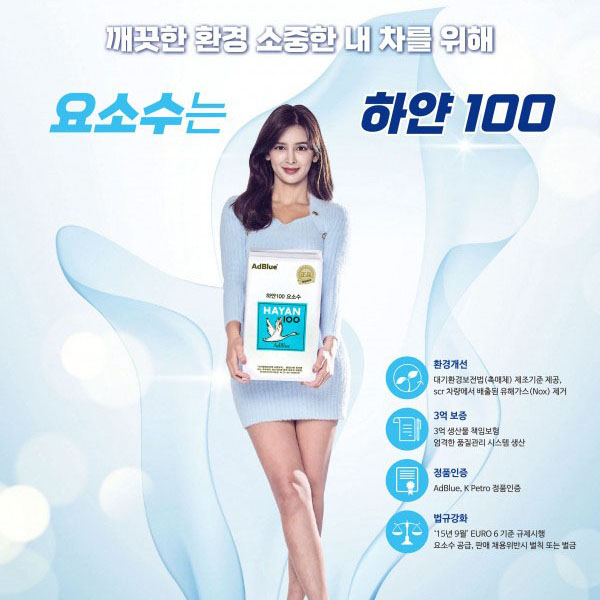 깨끗한 환경 소중한 내 차를 위해
요소수는 하얀 100
AdBlue
하얀100 요소수
HAYAN
100
AdBlue
환경개선
대기환경보전법(촉매제) 제조기준 제공,
scr 차량에서 배출된 유해가스(Nox) 제거
3억 보증
3억 생산물 책임보험
엄격한 품질관리 시스템 생산
정품인증
AdBlue, K Petro 정품인증
법규강화
'15년 9월' EURO 6 기준 규제시행
요소수 공급, 판매 채용위반시 벌칙 또는 벌금